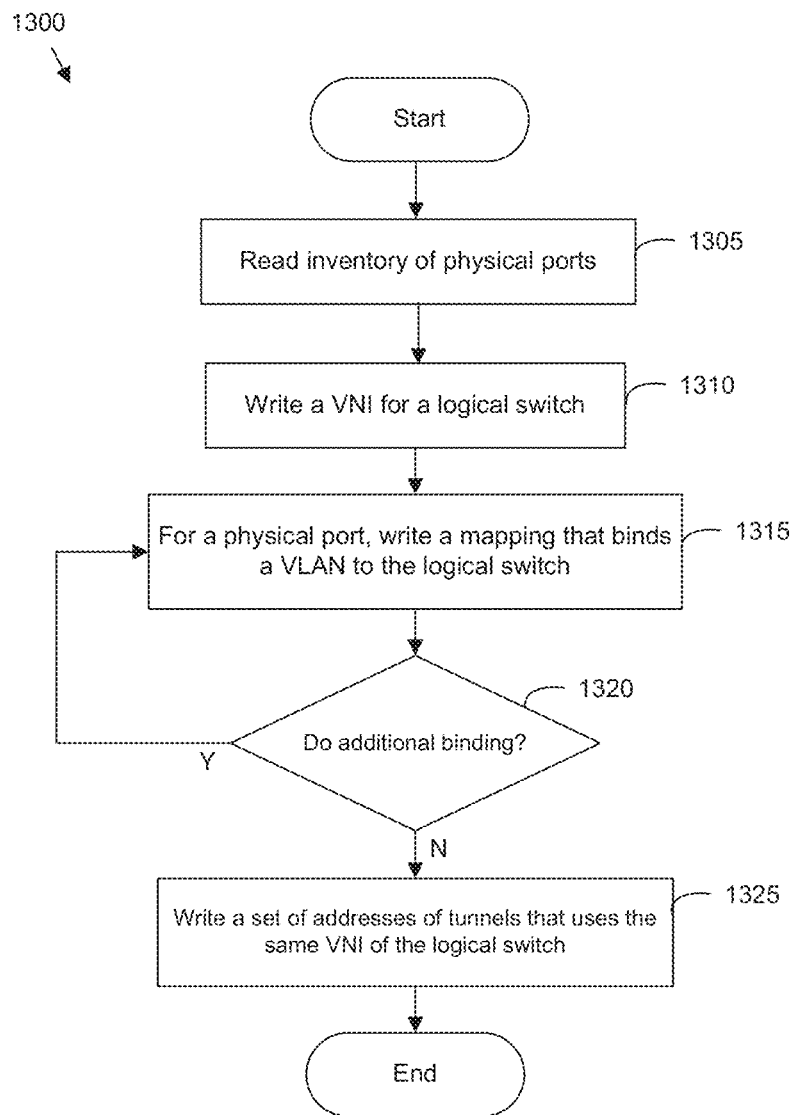 1300
Start
Read inventory of physical ports
1305
Write a VNI for a logical switch
1310
For a physical port, write a mapping that binds
a VLAN to the logical switch
1315
1320
Do additional binding?
Y
N
Write a set of addresses of tunnels that uses the
same VNI of the logical switch
1325
End